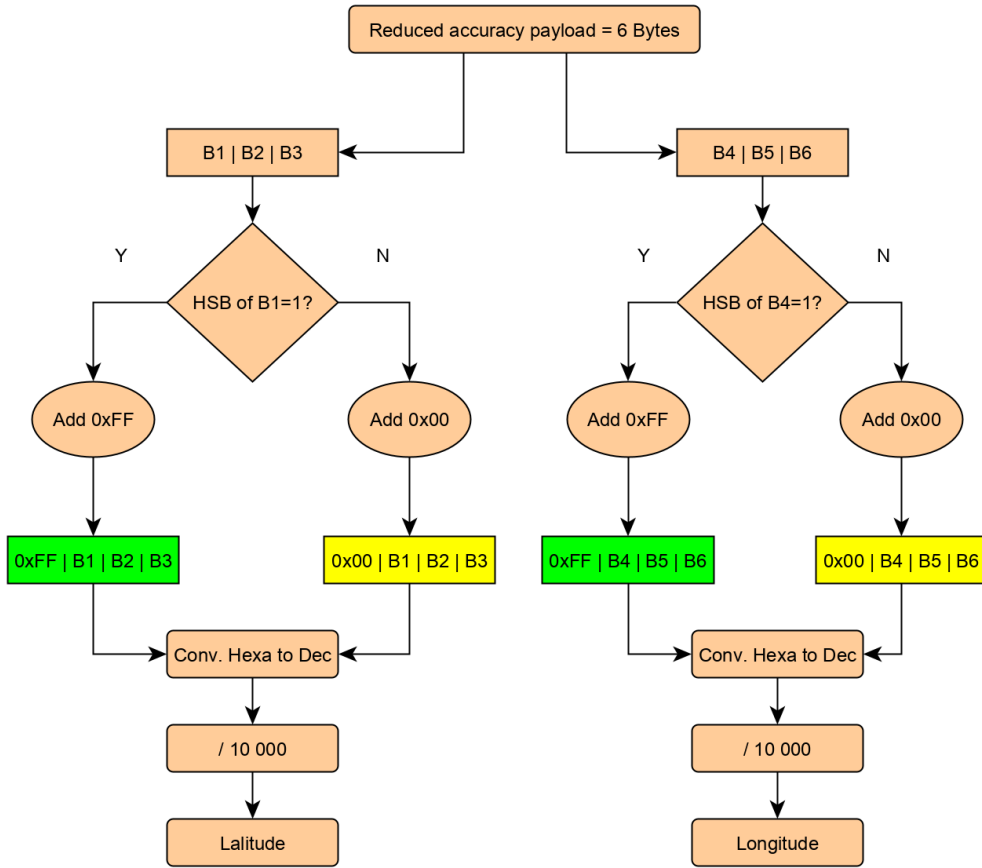 Reduced accuracy payload = 6 Bytes
B1 | B2 | B3
B4 | B5 | B6
Y
N
Y
N
HSB of B1=1?
HSB of B4=1?
Add 0xFF
Add 0x00
Add 0xFF
Add 0x00
0xFF | B1 | B2 | B3
0x00 | B1 | B2 | B3
0xFF | B4 | B5 | B6
0x00 | B4 | B5 | B6
Conv. Hexa to Dec
Conv. Hexa to Dec
/ 10 000
/ 10 000
Lalitude
Longitude